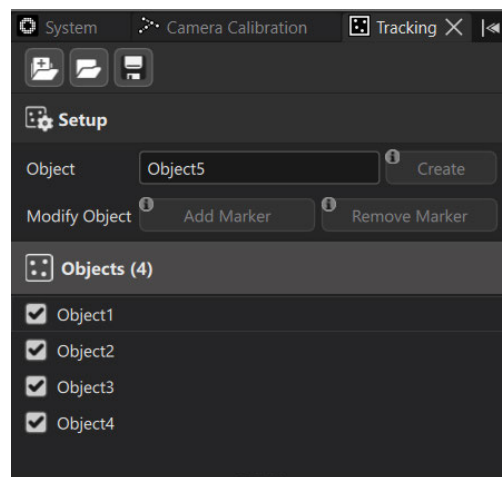 System Camera Calibration Tracking
Setup
Object Object5 Create
Modify Object Add Marker Remove Marker
Objects (4)
Object1
Object2
Object3
Object4